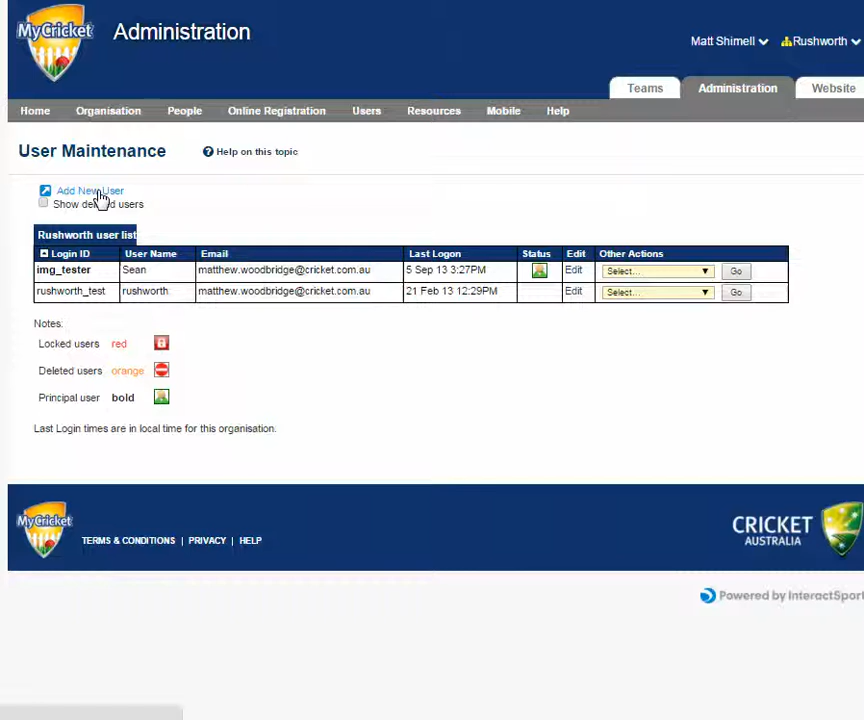 MyCricket
Administration
Matt Shimell
Rushworth
Teams
Administration
Website
Home
Organisation
People
Online Registration
Users
Resources
Mobile
Help
User Maintenance
? Help on this topic
Add New User
Show deleted users
Rushworth user list
Login ID User Name Email Last Logon Status Edit Other Actions
img_tester Sean matthew.woodbridge@cricket.com.au 5 Sep 13 3:27PM Edit Select... Go
rushworth_test rushworth matthew.woodbridge@cricket.com.au 21 Feb 13 12:29PM Edit Select... Go
Notes:
Locked users red
Deleted users orange
Principal user bold
Last Login times are in local time for this organisation.
MyCricket
TERMS & CONDITIONS | PRIVACY | HELP
CRICKET
AUSTRALIA
Powered by InteractSport